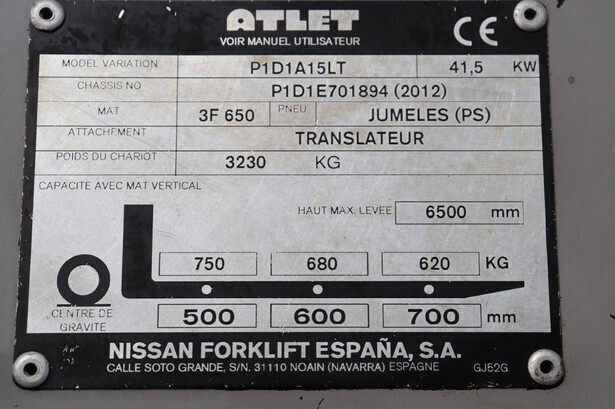 ATLET
VOIR MANUEL UTILISATEUR
CE
MODEL VARIATION P1D1A15LT 41,5 KW
CHASSIS NO P1D1E701894 (2012)
MAT 3F 650 PNEU JUMELES (PS)
ATTACHEMENT TRANSLATEUR
POIDS DU CHARIOT 3230 KG
CAPACITE AVEC MAT VERTICAL
HAUT MAX. LEVEE 6500 mm
750 680 620 KG
CENTRE DE
GRAVITE
500 600 700 mm
NISSAN FORKLIFT ESPAÑA, S.A.
CALLE SOTO GRANDE, S/N. 31110 NOAIN (NAVARRA) ESPAGNE GJ52G